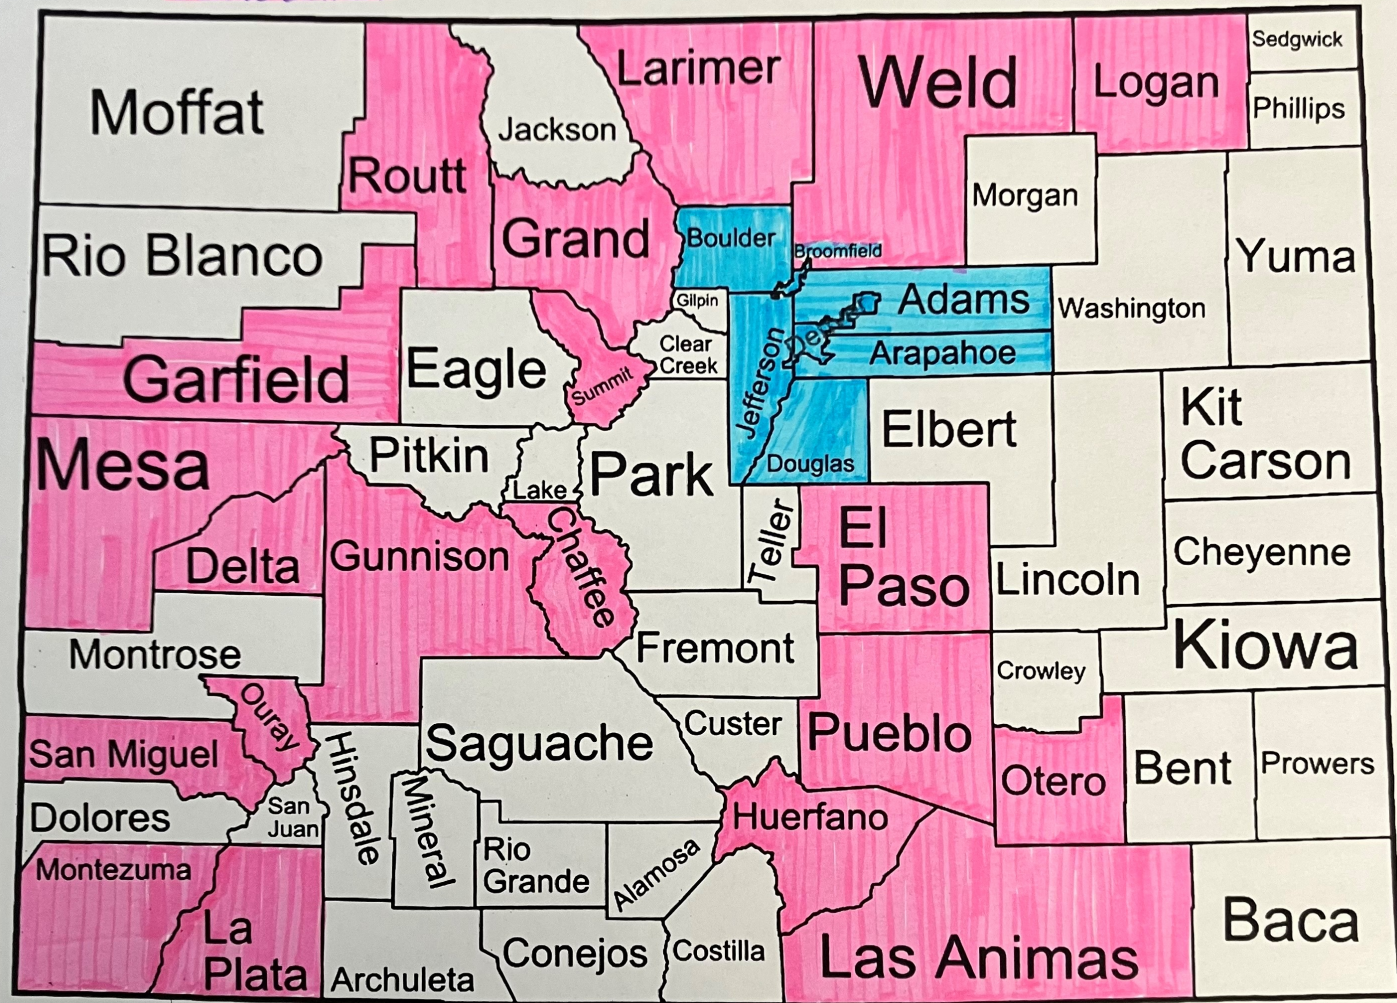 Moffat
Routt
Jackson
Larimer
Weld
Logan
Sedgwick
Phillips
Morgan
Rio Blanco
Grand
Boulder
Broomfield
Yuma
Washington
Gilpin
Adams
Clear
Creek
Jefferson
Arapahoe
Garfield
Eagle
Summit
Mesa
Pitkin
Lake
Park
Douglas
Elbert
Kit
Carson
Delta
Gunnison
Chaffee
Teller
El
Paso
Lincoln
Cheyenne
Montrose
Fremont
Crowley
Kiowa
Ouray
San Miguel
Hinsdale
Saguache
Custer
Pueblo
Otero
Bent
Prowers
Dolores
San
Juan
Mineral
Rio
Grande
Alamosa
Huerfano
Montezuma
La
Plata
Archuleta
Conejos
Costilla
Las Animas
Baca